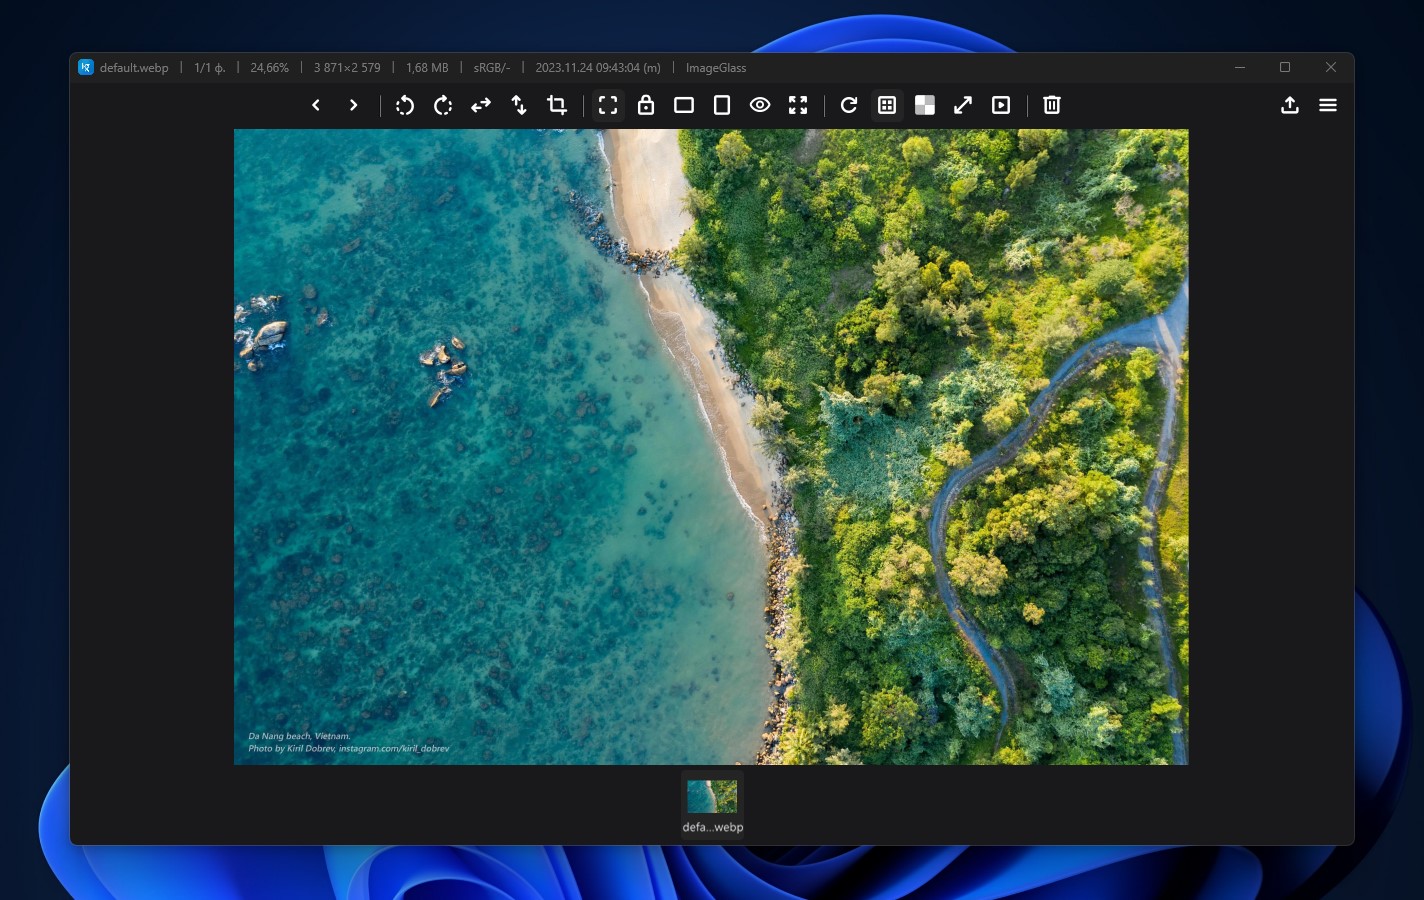 default.webp | 1/1 ф. | 24,66% | 3 871×2 579 | 1,68 MB | sRGB/- | 2023.11.24 09:43:04 (m) | ImageGlass
Da Nang beach, Vietnam.
Photo by Kiril Dobrev, instagram.com/kiril_dobrev
defa...webp